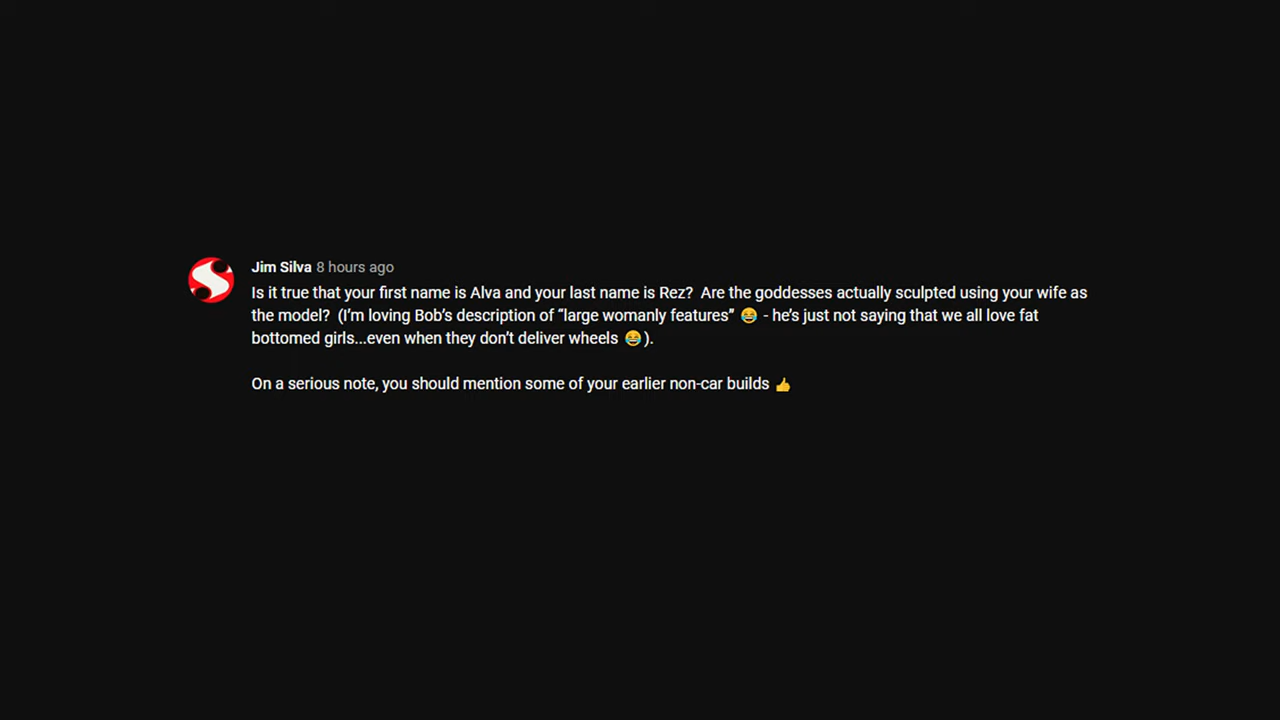 Jim Silva 8 hours ago
Is it true that your first name is Alva and your last name is Rez?  Are the goddesses actually sculpted using your wife as
the model?  (I’m loving Bob’s description of “large womanly features” 😂 - he’s just not saying that we all love fat
bottomed girls...even when they don’t deliver wheels 😂).
On a serious note, you should mention some of your earlier non-car builds 👍